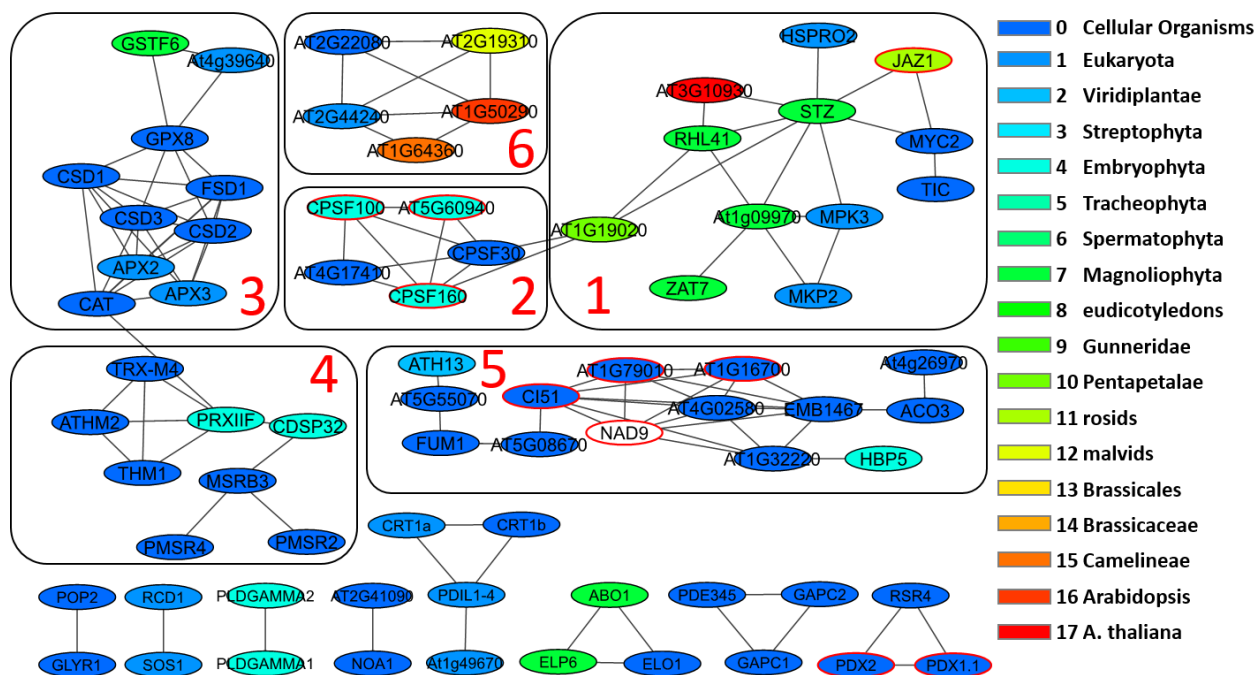 GSTF6
At4g39640
GPX8
CSD1
FSD1
CSD3
CSD2
APX2
CAT
APX3
3
AT2G22080
AT2G19310
AT2G44240
AT1G50290
AT1G64360
6
CPSF100
AT5G60940
CPSF30
AT4G17410
CPSF160
2
HSPRO2
JAZ1
AT3G10930
STZ
RHL41
MYC2
TIC
At1g09970
MPK3
AT1G19020
ZAT7
MKP2
1
TRX-M4
4
ATHM2
PRXIIF
CDSP32
THM1
MSRB3
PMSR4
PMSR2
ATH13
5
AT1G79010
AT1G16700
At4g26970
AT5G55070
CI51
AT4G02580
EMB1467
ACO3
NAD9
FUM1
AT5G08670
AT1G32220
HBP5
CRT1a
CRT1b
POP2
RCD1
PLDGAMMA2
AT2G41090
PDIL1-4
ABO1
PDE345
GAPC2
RSR4
GLYR1
SOS1
PLDGAMMA1
NOA1
At1g49670
ELP6
ELO1
GAPC1
PDX2
PDX1.1
0 Cellular Organisms
1 Eukaryota
2 Viridiplantae
3 Streptophyta
4 Embryophyta
5 Tracheophyta
6 Spermatophyta
7 Magnoliophyta
8 eudicotyledons
9 Gunneridae
10 Pentapetalae
11 rosids
12 malvids
13 Brassicales
14 Brassicaceae
15 Camelineae
16 Arabidopsis
17 A. thaliana